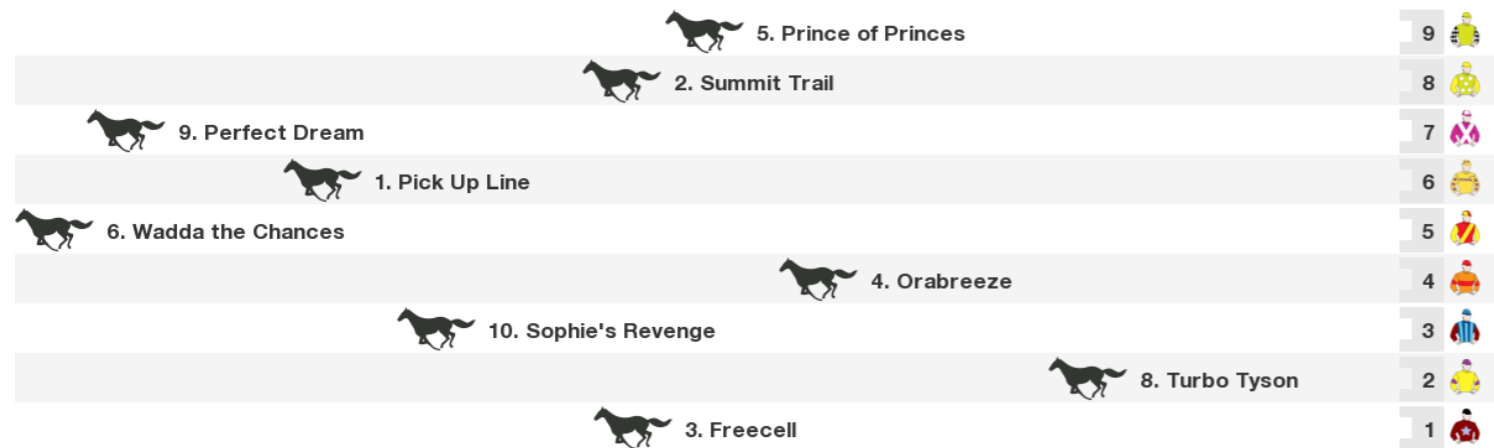 5. Prince of Princes 9
2. Summit Trail 8
9. Perfect Dream 7
1. Pick Up Line 6
6. Wadda the Chances 5
4. Orabreeze 4
10. Sophie's Revenge 3
8. Turbo Tyson 2
3. Freecell 1